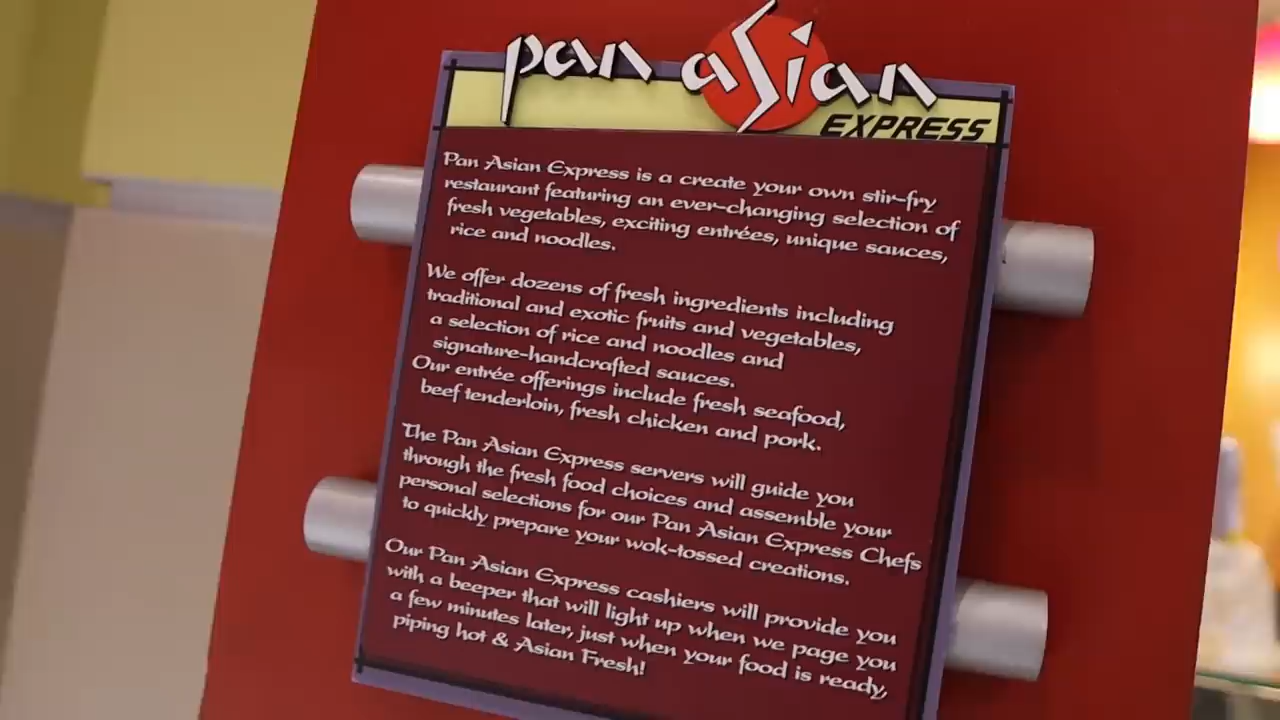 pan asian
EXPRESS
Pan Asian Express is a create your own stir-fry
restaurant featuring an ever-changing selection of
fresh vegetables, exciting entrées, unique sauces,
rice and noodles.
We offer dozens of fresh ingredients including
traditional and exotic fruits and vegetables,
a selection of rice and noodles and
signature-handcrafted sauces.
Our entrée offerings include fresh seafood,
beef tenderloin, fresh chicken and pork.
The Pan Asian Express servers will guide you
through the fresh food choices and assemble your
personal selections for our Pan Asian Express Chefs
to quickly prepare your wok-tossed creations.
Our Pan Asian Express cashiers will provide you
with a beeper that will light up when we page you
a few minutes later, just when your food is ready,
piping hot & Asian Fresh!